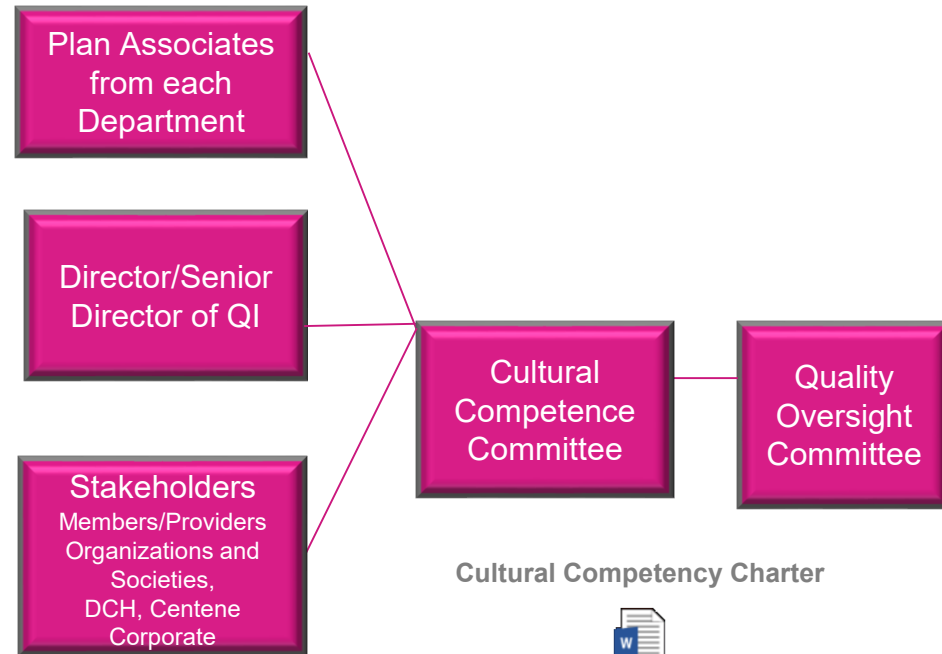 Plan Associates
from each
Department
Director/Senior
Director of QI
Stakeholders
Members/Providers
Organizations and
Societies,
DCH, Centene
Corporate
Cultural
Competence
Committee
Quality
Oversight
Committee
Cultural Competency Charter
W